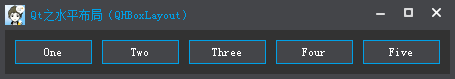 Qt之水平布局（QHBoxLayout）
One Two Three Four Five